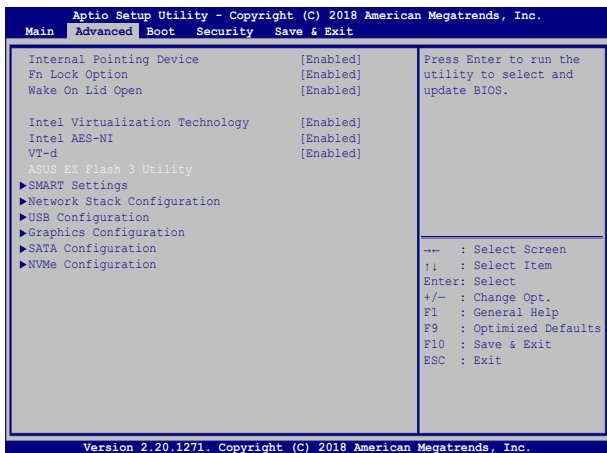 Aptio Setup Utility - Copyright (C) 2018 American Megatrends, Inc.
Main Advanced Boot Security Save & Exit
Internal Pointing Device [Enabled]
Fn Lock Option [Enabled]
Wake On Lid Open [Enabled]
Intel Virtualization Technology [Enabled]
Intel AES-NI [Enabled]
VT-d [Enabled]
ASUS EZ Flash 3 Utility
▶SMART Settings
▶Network Stack Configuration
▶USB Configuration
▶Graphics Configuration
▶SATA Configuration
▶NVMe Configuration
Press Enter to run the
utility to select and
update BIOS.
→← : Select Screen
↑↓ : Select Item
Enter: Select
+/— : Change Opt.
F1 : General Help
F9 : Optimized Defaults
F10 : Save & Exit
ESC : Exit
Version 2.20.1271. Copyright (C) 2018 American Megatrends, Inc.